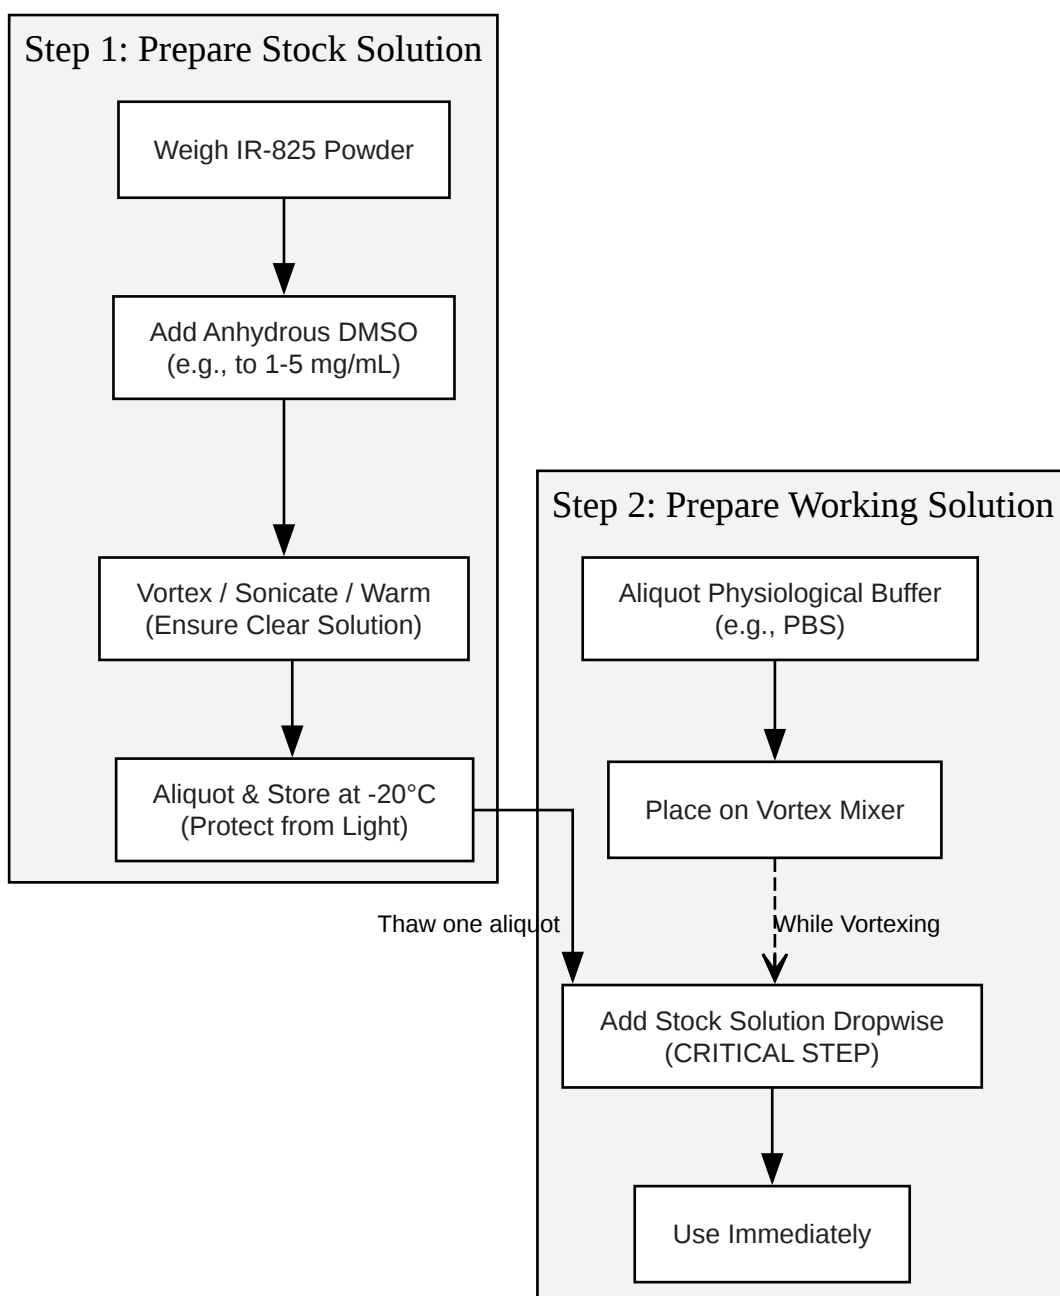 Step 1: Prepare Stock Solution
Weigh IR-825 Powder
Add Anhydrous DMSO
(e.g., to 1-5 mg/mL)
Vortex / Sonicate / Warm
(Ensure Clear Solution)
Aliquot & Store at -20°C
(Protect from Light)
Thaw one aliquot
Step 2: Prepare Working Solution
Aliquot Physiological Buffer
(e.g., PBS)
Place on Vortex Mixer
While Vortexing
Add Stock Solution Dropwise
(CRITICAL STEP)
Use Immediately